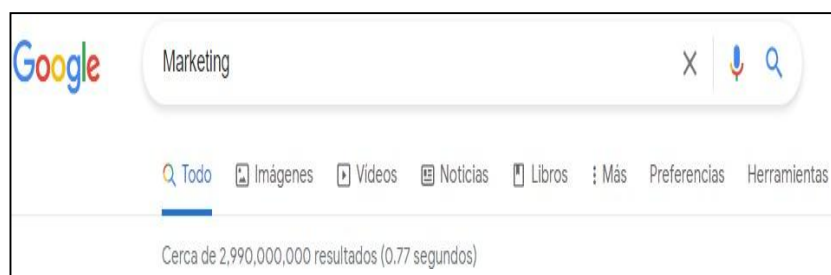 Google Marketing
Todo Imágenes Vídeos Noticias Libros Más Preferencias Herramientas
Cerca de 2,990,000,000 resultados (0.77 segundos)